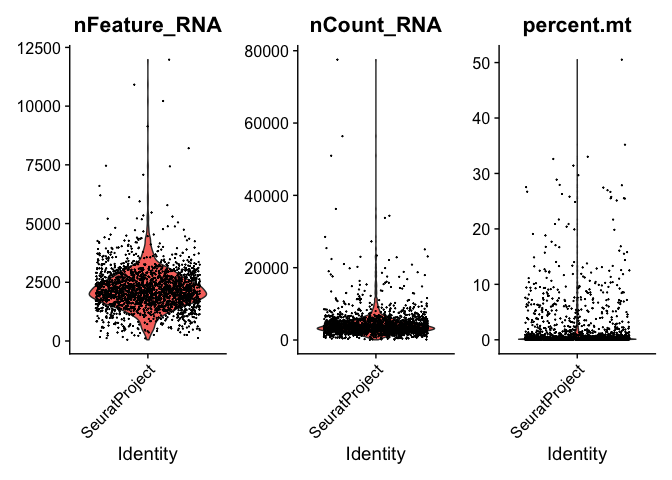 nFeature_RNA
12500
10000
7500
5000
2500
0
SeuratProject
Identity
nCount_RNA
80000
60000
40000
20000
0
SeuratProject
Identity
percent.mt
50
40
30
20
10
0
SeuratProject
Identity